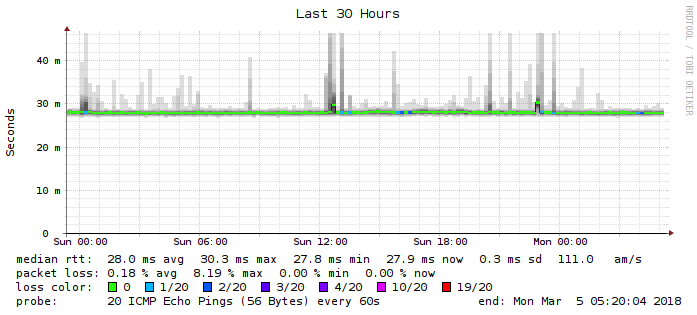 Last 30 Hours
RRDTOOL / TOBI OETIKER
Seconds
40 m
30 m
20 m
10 m
0
Sun 00:00 Sun 06:00 Sun 12:00 Sun 18:00 Mon 00:00
median rtt: 28.0 ms avg 30.3 ms max 27.8 ms min 27.9 ms now 0.3 ms sd 111.0 am/s
packet loss: 0.18 % avg 8.19 % max 0.00 % min 0.00 % now
loss color: 0 1/20 2/20 3/20 4/20 10/20 19/20
probe: 20 ICMP Echo Pings (56 Bytes) every 60s end: Mon Mar 5 05:20:04 2018